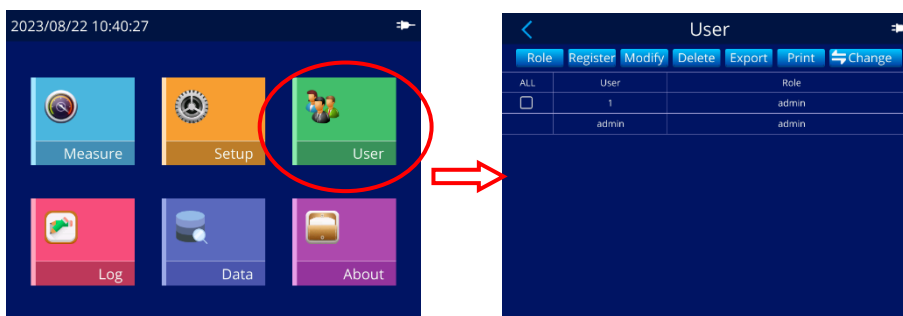 2023/08/22 10:40:27
Measure
Setup
User
Log
Data
About
User
Role Register Modify Delete Export Print Change
ALL User Role
1 admin
admin admin